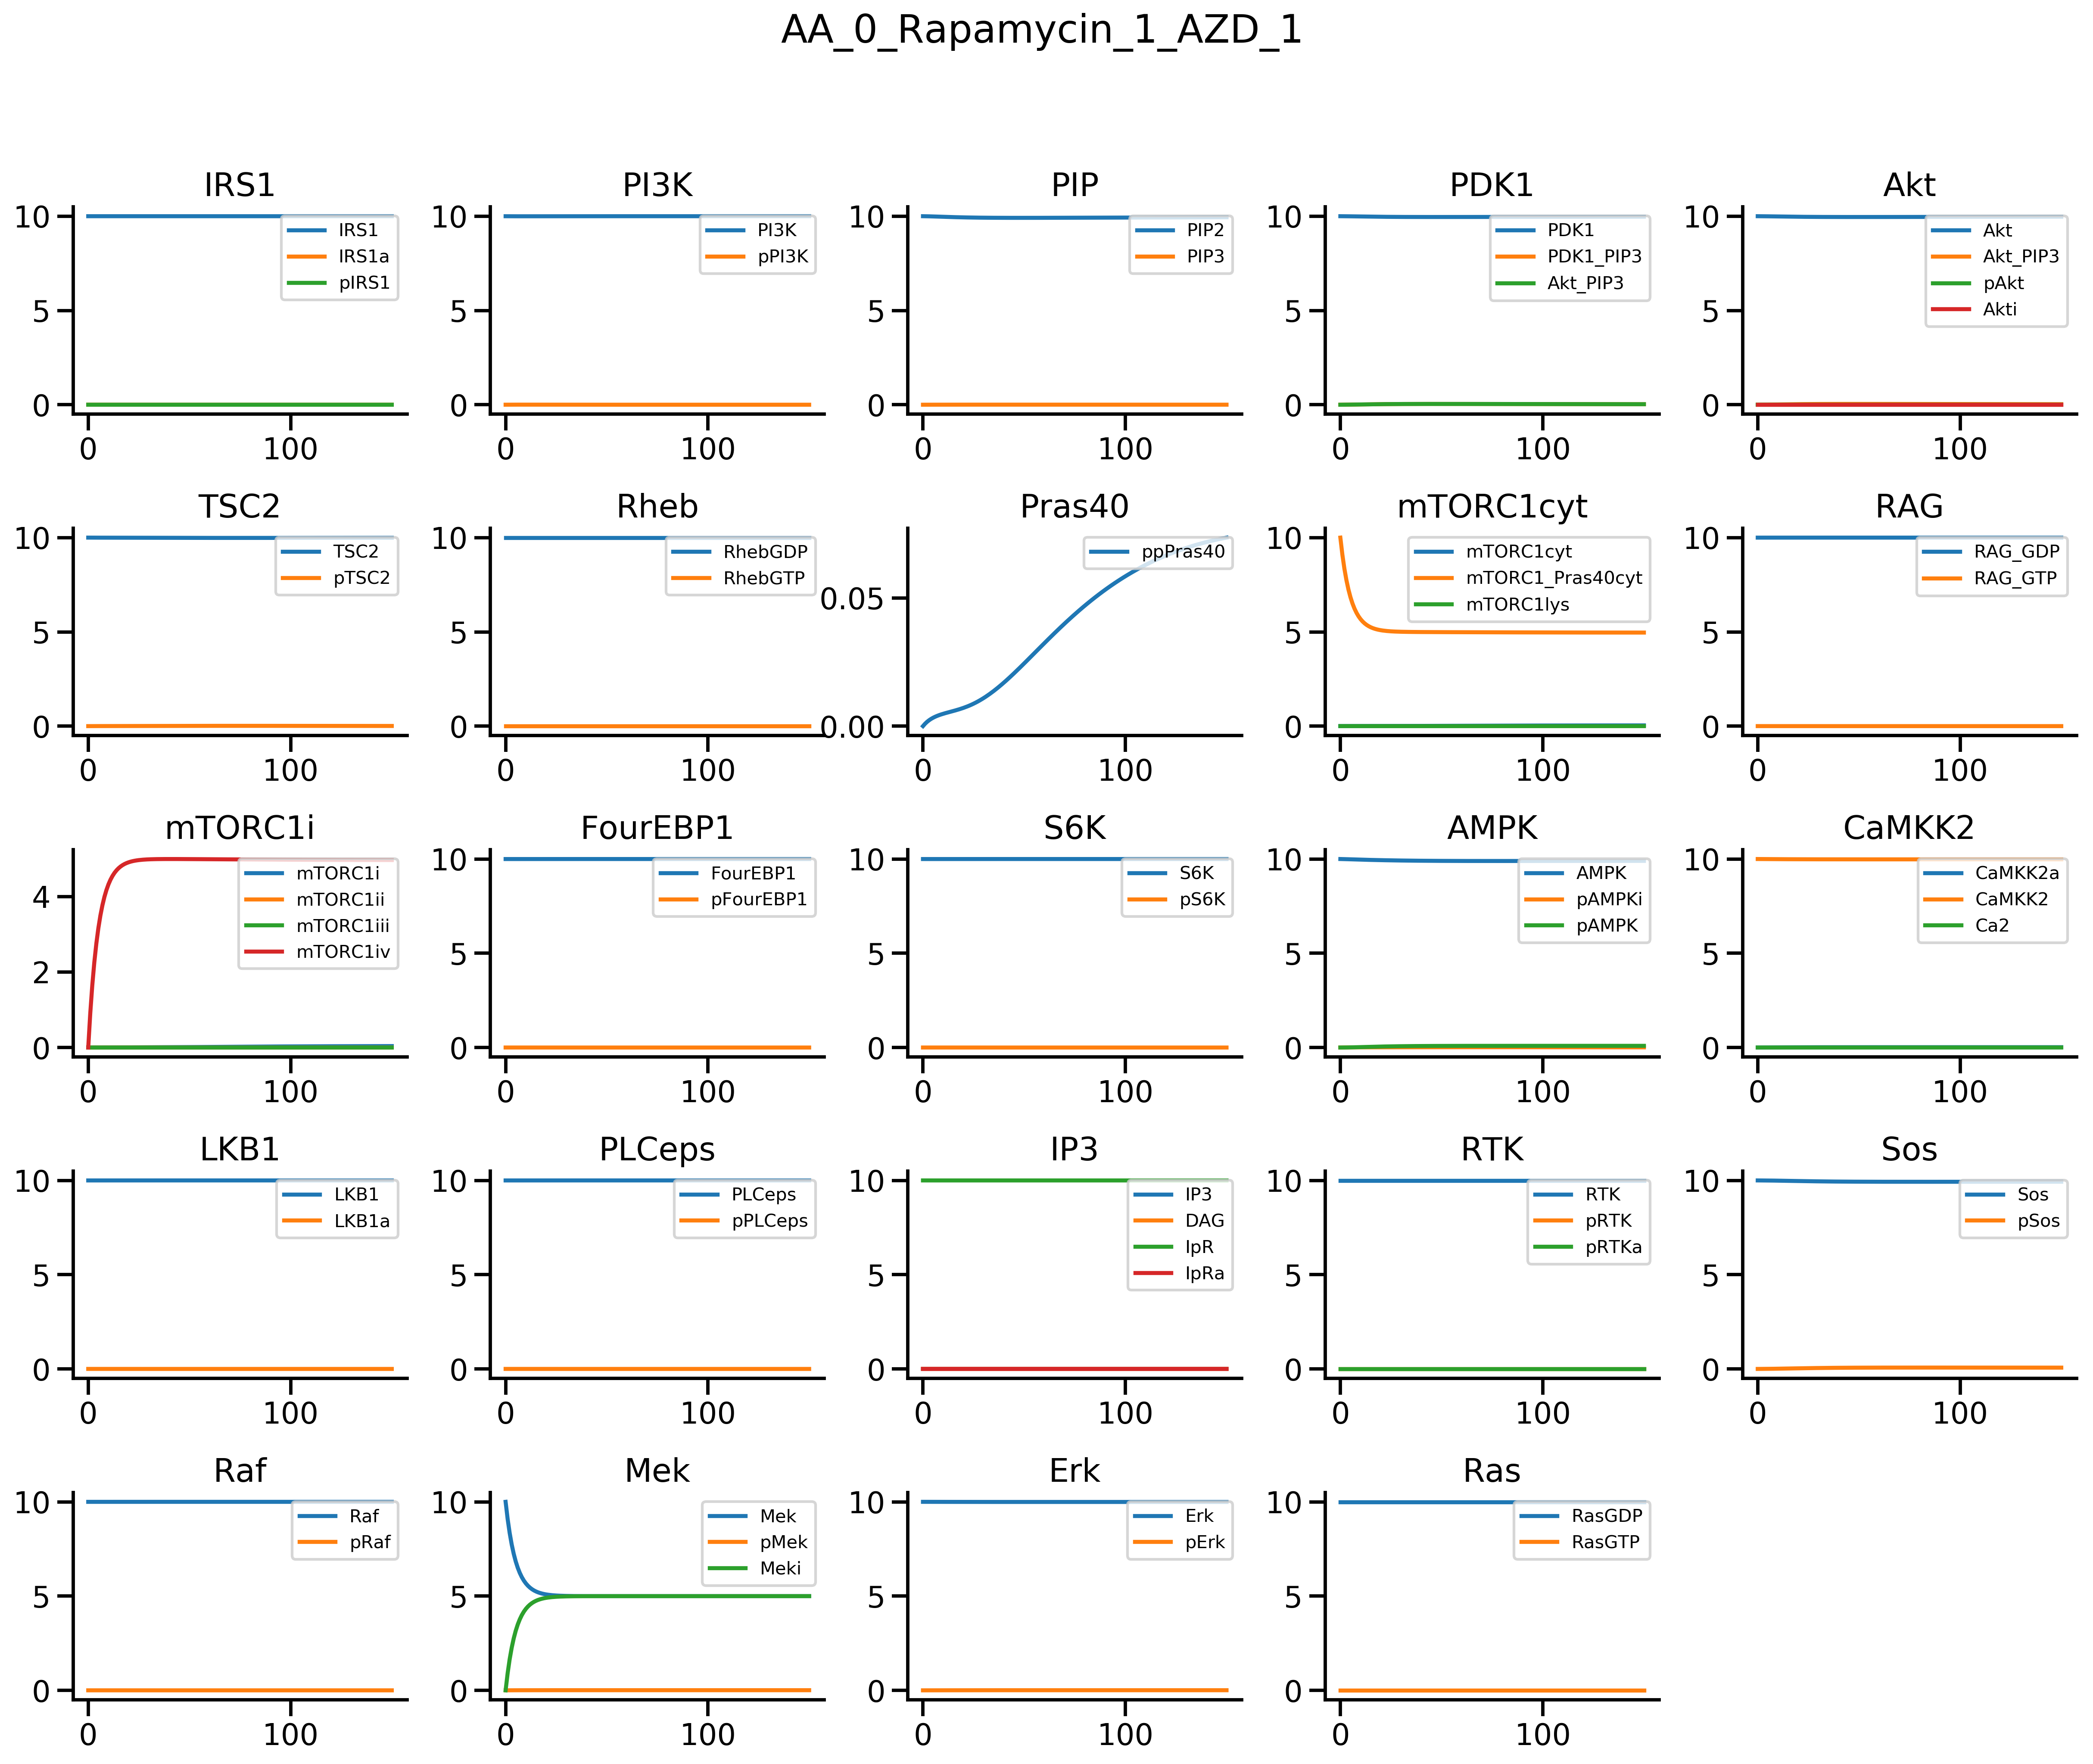 AA_0_Rapamycin_1_AZD_1
IRS1
10
5
0
0
100
IRS1
IRS1a
pIRS1
PI3K
10
5
0
0
100
PI3K
pPI3K
PIP
10
5
0
0
100
PIP2
PIP3
PDK1
10
5
0
0
100
PDK1
PDK1_PIP3
Akt_PIP3
Akt
10
5
0
0
100
Akt
Akt_PIP3
pAkt
Akti
TSC2
10
5
0
0
100
TSC2
pTSC2
Rheb
10
5
0
0
100
RhebGDP
RhebGTP
Pras40
0.05
0.00
0
100
ppPras40
mTORC1cyt
10
5
0
0
100
mTORC1cyt
mTORC1_Pras40cyt
mTORC1lys
RAG
10
5
0
0
100
RAG_GDP
RAG_GTP
mTORC1i
4
2
0
0
100
mTORC1i
mTORC1ii
mTORC1iii
mTORC1iv
FourEBP1
10
5
0
0
100
FourEBP1
pFourEBP1
S6K
10
5
0
0
100
S6K
pS6K
AMPK
10
5
0
0
100
AMPK
pAMPKi
pAMPK
CaMKK2
10
5
0
0
100
CaMKK2a
CaMKK2
Ca2
LKB1
10
5
0
0
100
LKB1
LKB1a
PLCeps
10
5
0
0
100
PLCeps
pPLCeps
IP3
10
5
0
0
100
IP3
DAG
IpR
IpRa
RTK
10
5
0
0
100
RTK
pRTK
pRTKa
Sos
10
5
0
0
100
Sos
pSos
Raf
10
5
0
0
100
Raf
pRaf
Mek
10
5
0
0
100
Mek
pMek
Meki
Erk
10
5
0
0
100
Erk
pErk
Ras
10
5
0
0
100
RasGDP
RasGTP